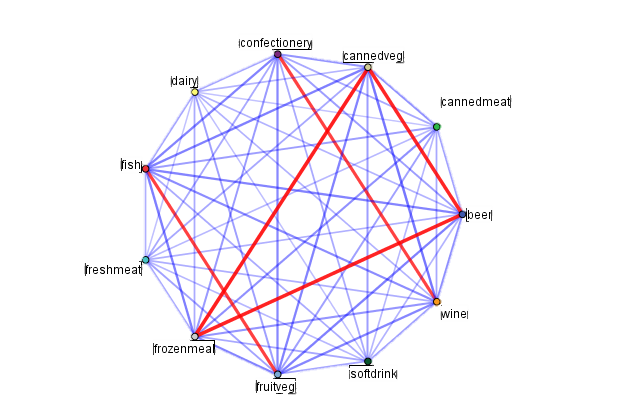 confectionery
cannedveg
dairy
cannedmeat
fish
beer
freshmeat
wine
frozenmeal
softdrink
fruitveg